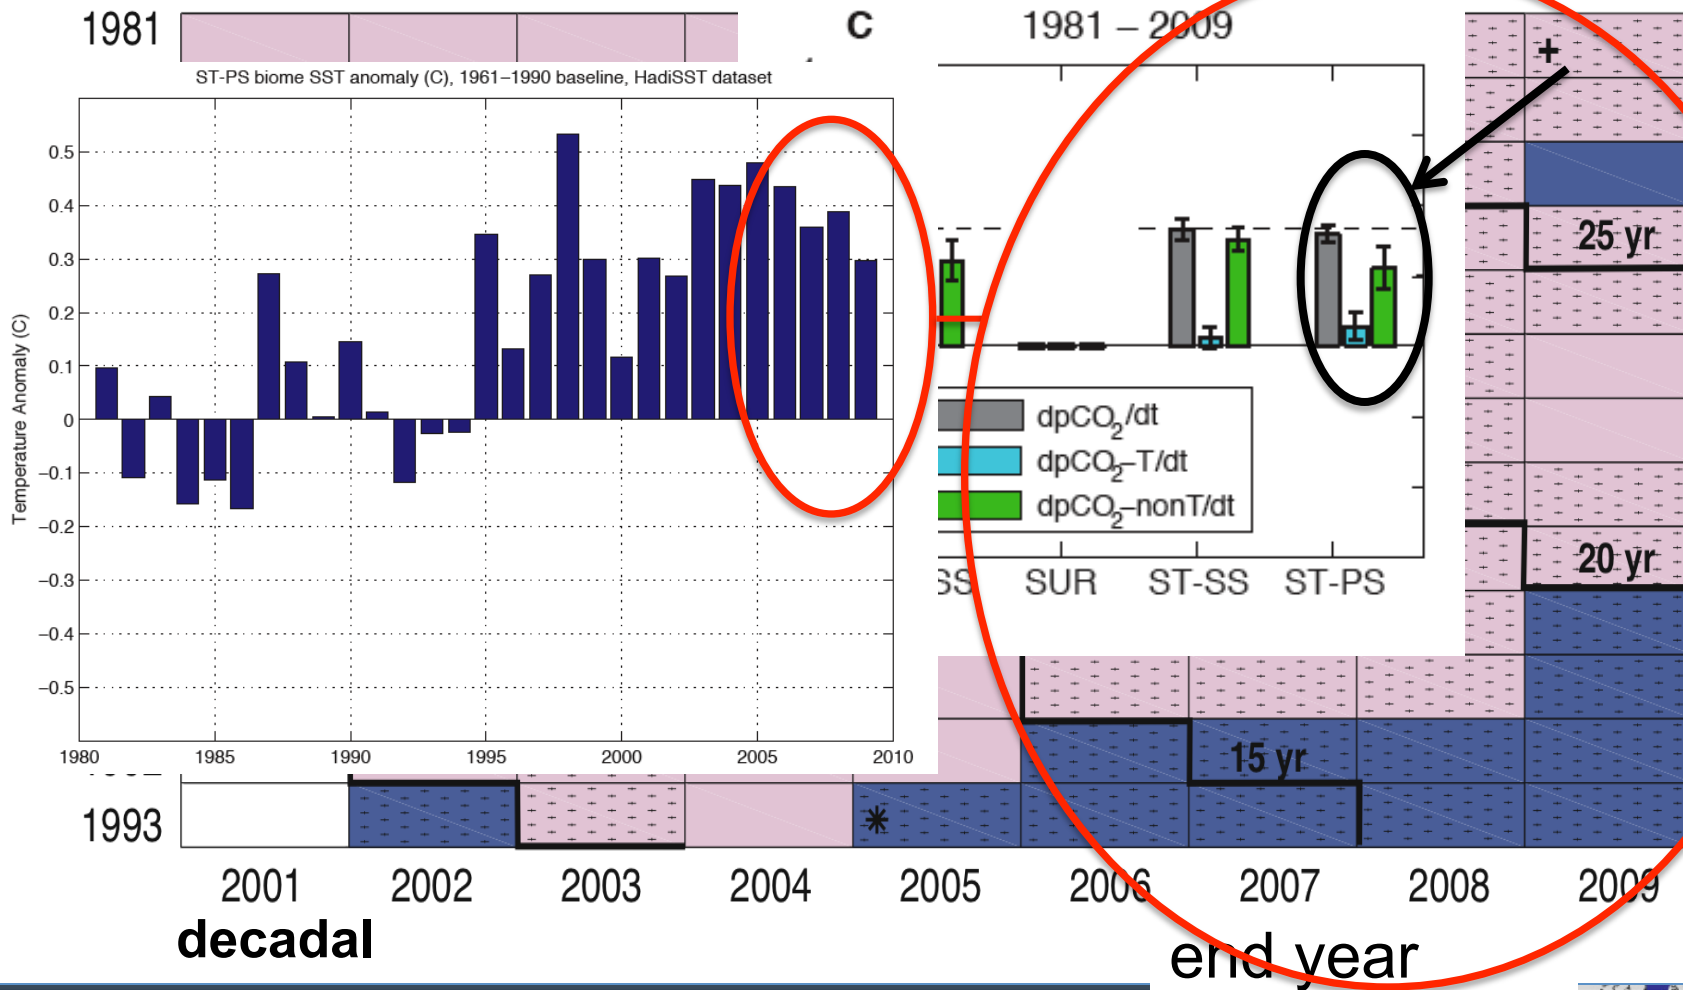 1981
C 1981 – 2009
ST-PS biome SST anomaly (C), 1961–1990 baseline, HadISST dataset
+
0.5
0.4
0.3
0.2
0.1
0
−0.1
−0.2
−0.3
−0.4
−0.5
Temperature Anomaly (C)
1980 1985 1990 1995 2000 2005 2010
dpCO2/dt
dpCO2–T/dt
dpCO2–nonT/dt
SS SUR ST-SS ST-PS
25 yr
20 yr
15 yr
1993
*
2001 2002 2003 2004 2005 2006 2007 2008 2009
decadal
end year